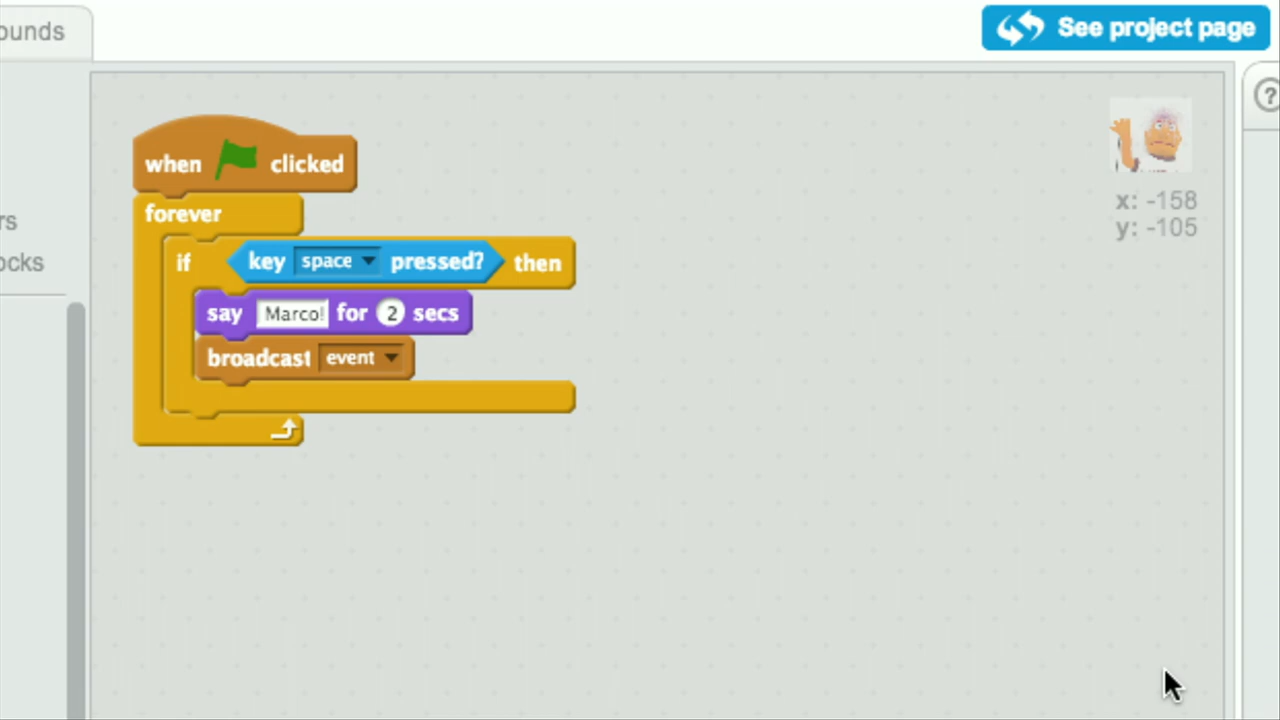 ounds
See project page
when clicked
forever
if key space pressed? then
say Marco! for 2 secs
broadcast event
x: -158
y: -105
rs
ocks
?